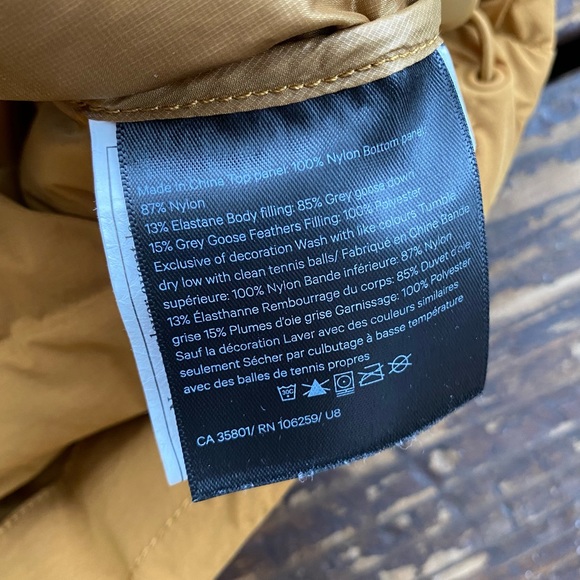 Made in China Top panel: 100% Nylon Bottom panel:
87% Nylon
13% Elastane Body filling: 85% Grey goose down
15% Grey Goose Feathers Filling: 100% Polyester
Exclusive of decoration Wash with like colours Tumble
dry low with clean tennis balls/ Fabriqué en Chine Bande
supérieure: 100% Nylon Bande inférieure: 87% Nylon
13% Élasthanne Rembourrage du corps: 85% Duvet d'oie
grise 15% Plumes d'oie grise Garnissage: 100% Polyester
Sauf la décoration Laver avec des couleurs similaires
seulement Sécher par culbutage à basse température
avec des balles de tennis propres
30C
CA 35801/ RN 106259/ U8